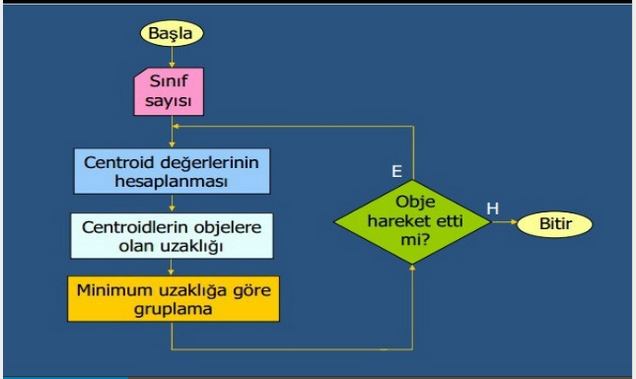 Başla
Sınıf
sayısı
Centroid değerlerinin
hesaplanması
Centroidlerin objelere
olan uzaklığı
Minimum uzaklığa göre
gruplama
E
Obje
hareket etti
mi?
H
Bitir